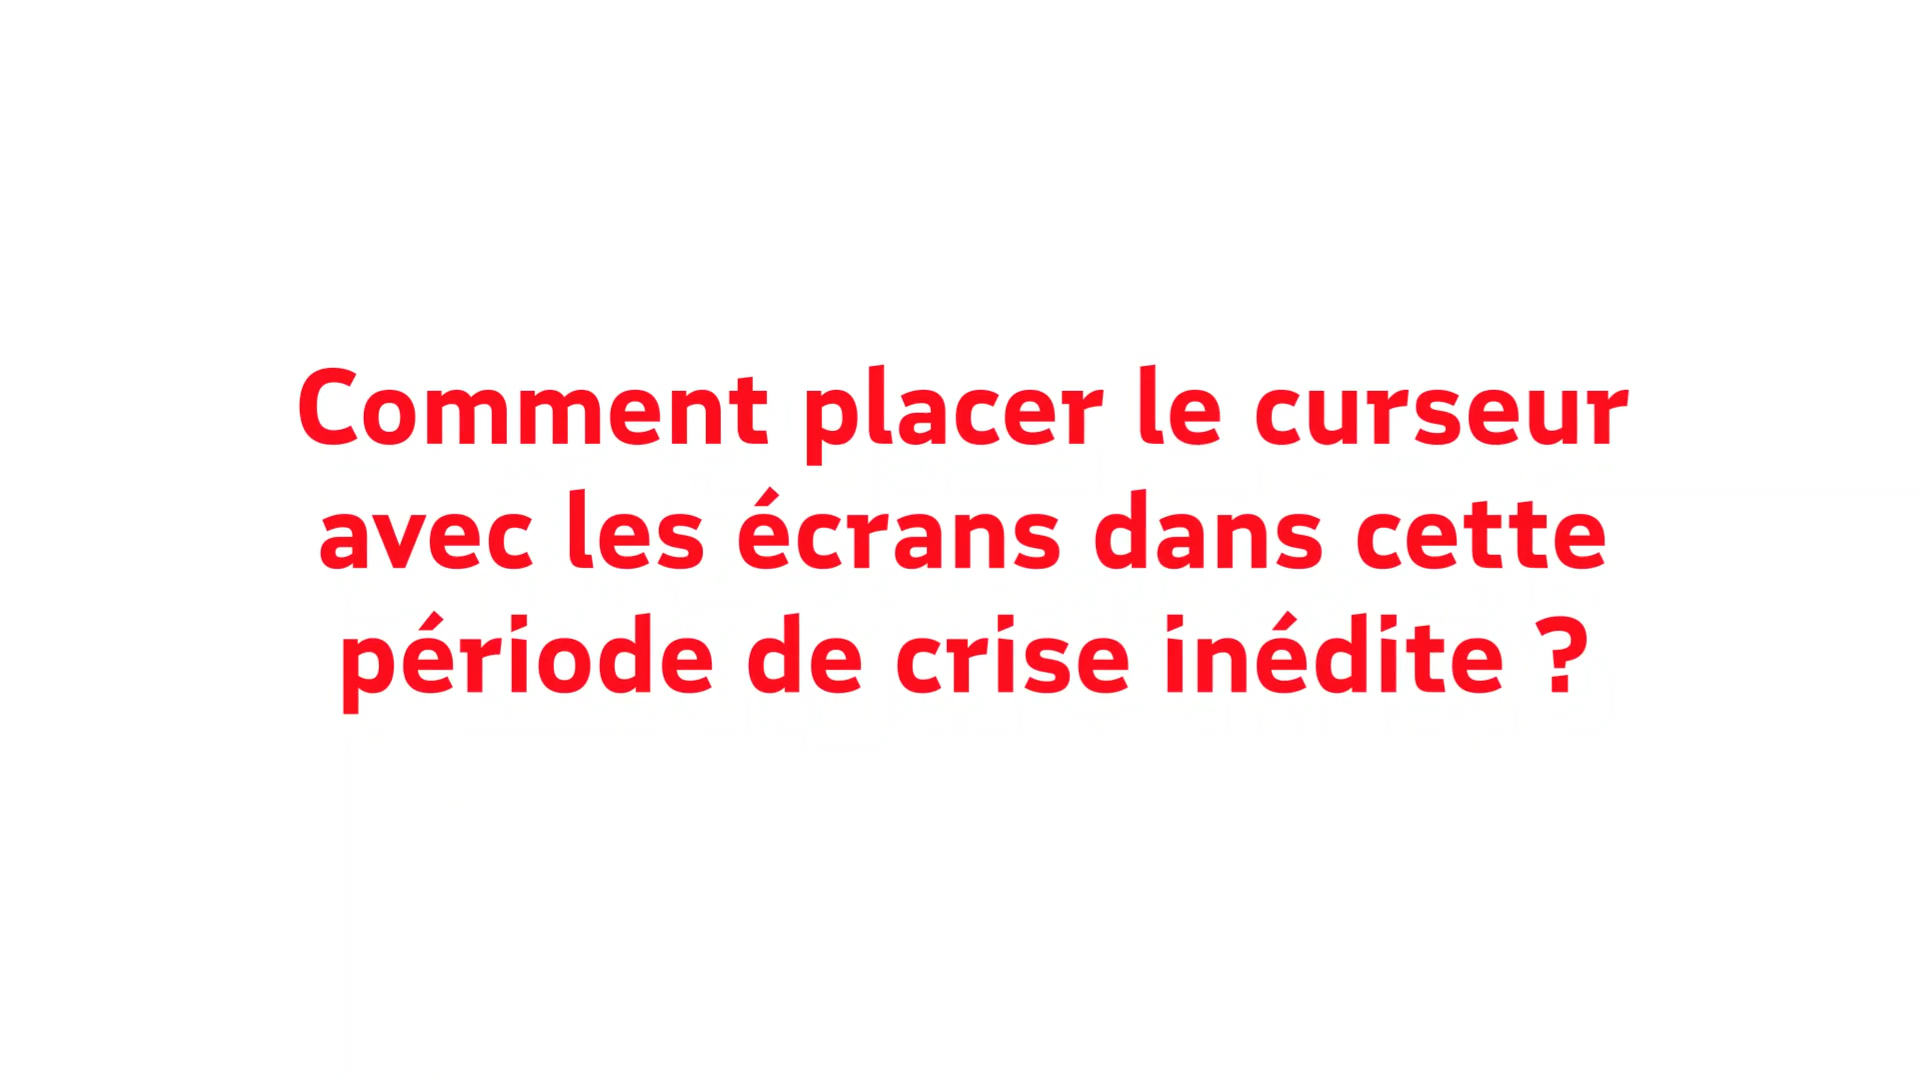 Comment placer le curseur
avec les écrans dans cette
période de crise inédite ?